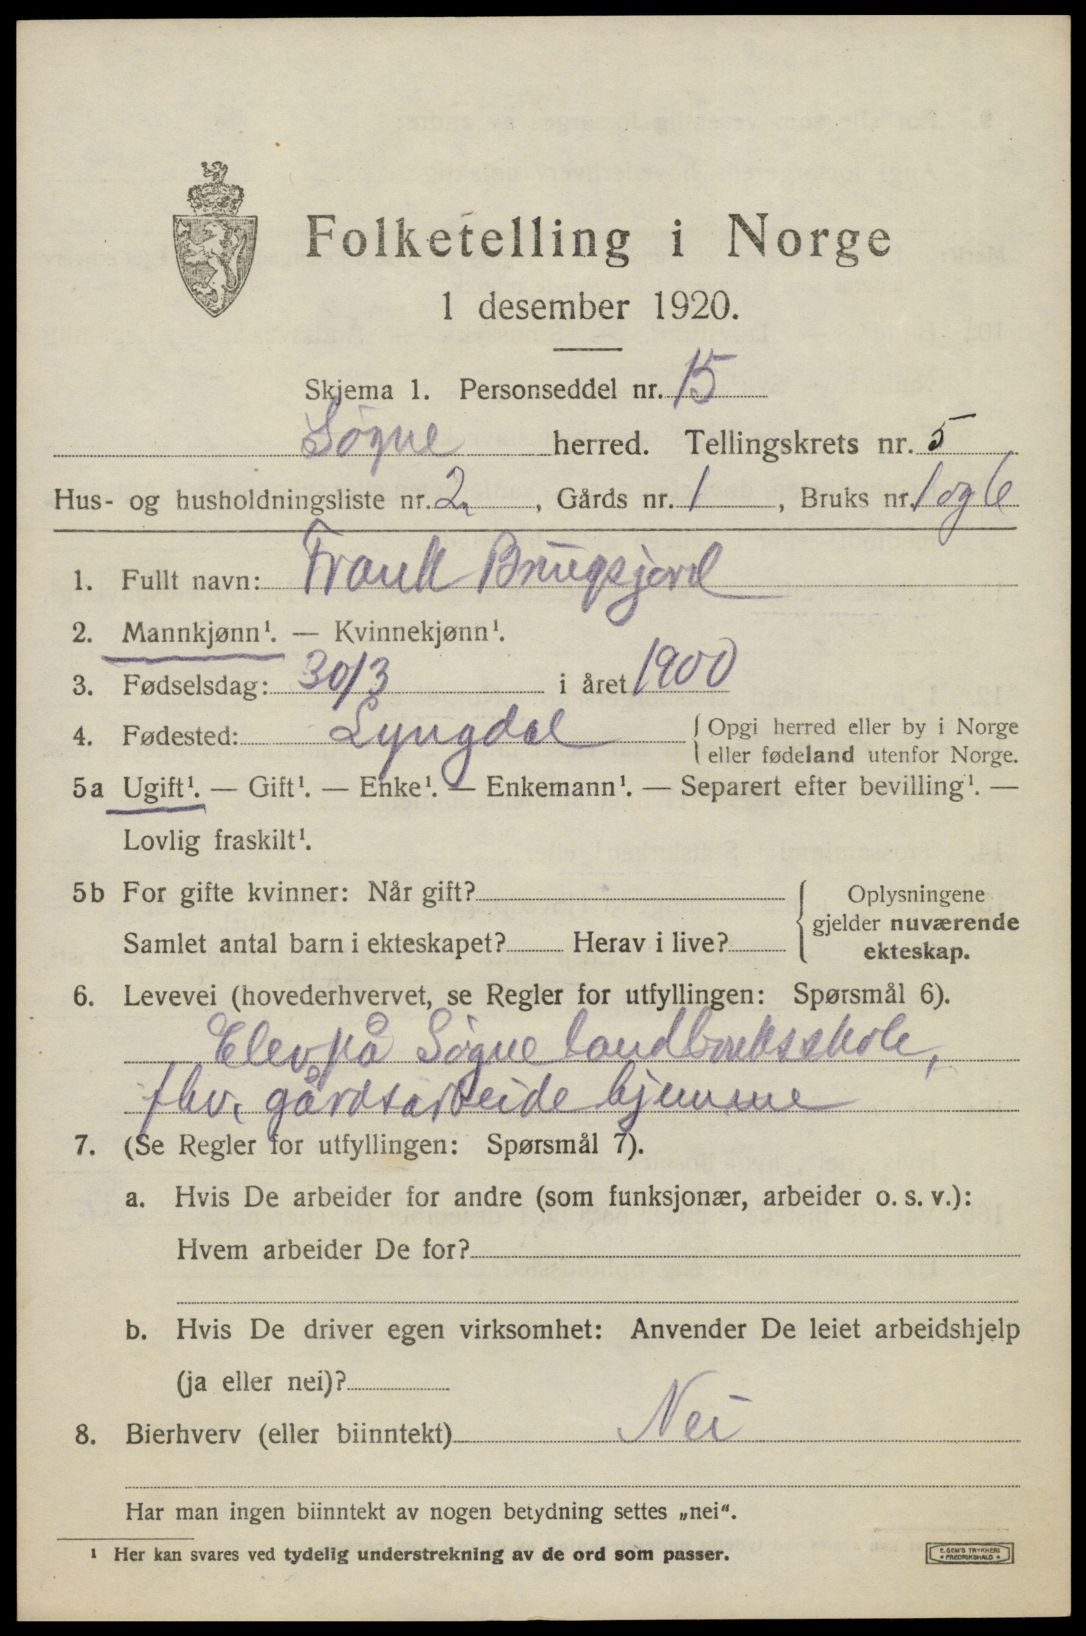 Folketelling i Norge
1 desember 1920.
Skjema 1. Personseddel nr. 15
Søgne herred. Tellingskrets nr. 5
Hus- og husholdningsliste nr. 2, Gårds nr. 1, Bruks nr. 1 og 6
1. Fullt navn: Frank Bringsjord
2. Mannkjønn¹. — Kvinnekjønn¹.
3. Fødselsdag: 30/3 i året 1900
4. Fødested: Lyngdal { Opgi herred eller by i Norge
eller fødeland utenfor Norge.
5a Ugift¹. — Gift¹. — Enke¹. — Enkemann¹. — Separert efter bevilling¹. —
Lovlig fraskilt¹.
5b For gifte kvinner: Når gift? { Oplysningene
gjelder nuværende
Samlet antal barn i ekteskapet? Herav i live? ekteskap.
6. Levevei (hovederhvervet, se Regler for utfyllingen: Spørsmål 6).
Elev på Søgne landbruksskole,
fhv. gårdsarbeide hjemme
7. (Se Regler for utfyllingen: Spørsmål 7).
a. Hvis De arbeider for andre (som funksjonær, arbeider o. s. v.):
Hvem arbeider De for?
b. Hvis De driver egen virksomhet: Anvender De leiet arbeidshjelp
(ja eller nei)?
8. Bierhverv (eller biinntekt) Nei
Har man ingen biinntekt av nogen betydning settes „nei“.
¹ Her kan svares ved tydelig understrekning av de ord som passer.
E. SEM'S TRYKKERI
• FREDRIKSHALD •